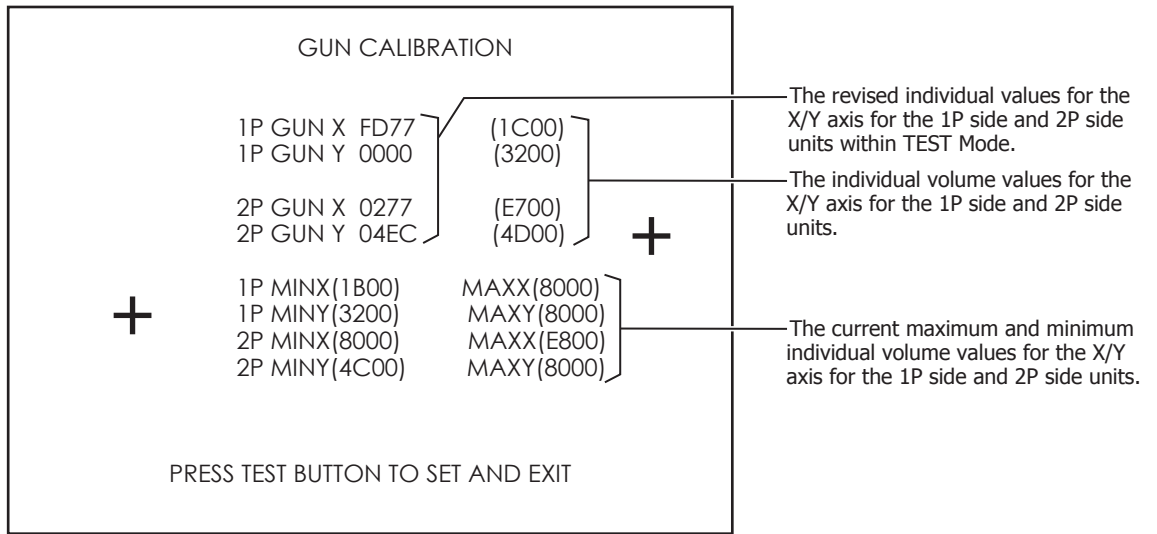 GUN CALIBRATION
1P GUN X FD77 (1C00)
1P GUN Y 0000 (3200)
2P GUN X 0277 (E700)
2P GUN Y 04EC (4D00)
1P MINX(1B00) MAXX(8000)
1P MINY(3200) MAXY(8000)
2P MINX(8000) MAXX(E800)
2P MINY(4C00) MAXY(8000)
PRESS TEST BUTTON TO SET AND EXIT
The revised individual values for the
X/Y axis for the 1P side and 2P side
units within TEST Mode.
The individual volume values for the
X/Y axis for the 1P side and 2P side
units.
The current maximum and minimum
individual volume values for the X/Y
axis for the 1P side and 2P side units.